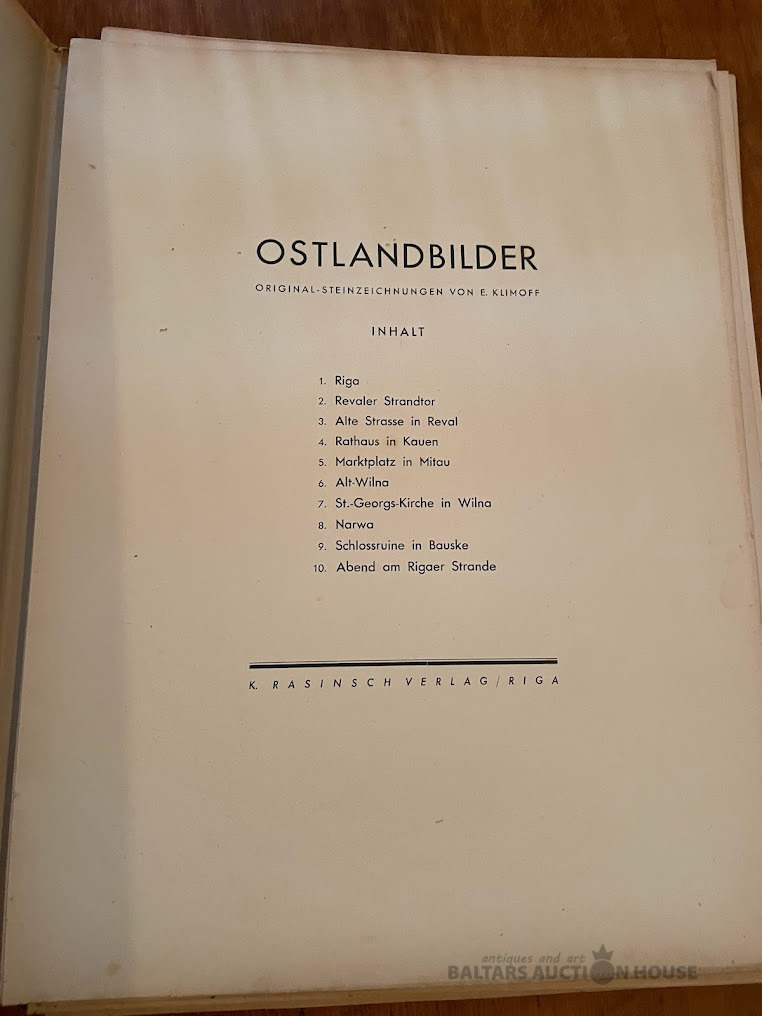 OSTLANDBILDER
ORIGINAL-STEINZEICHNUNGEN VON E. KLIMOFF
INHALT
1. Riga
2. Revaler Strandtor
3. Alte Strasse in Reval
4. Rathaus in Kauen
5. Marktplatz in Mitau
6. Alt-Wilna
7. St.-Georgs-Kirche in Wilna
8. Narwa
9. Schlossruine in Bauske
10. Abend am Rigaer Strande
K. RASINSCH VERLAG/RIGA
antiques and art
BALTARS AUCTION HOUSE